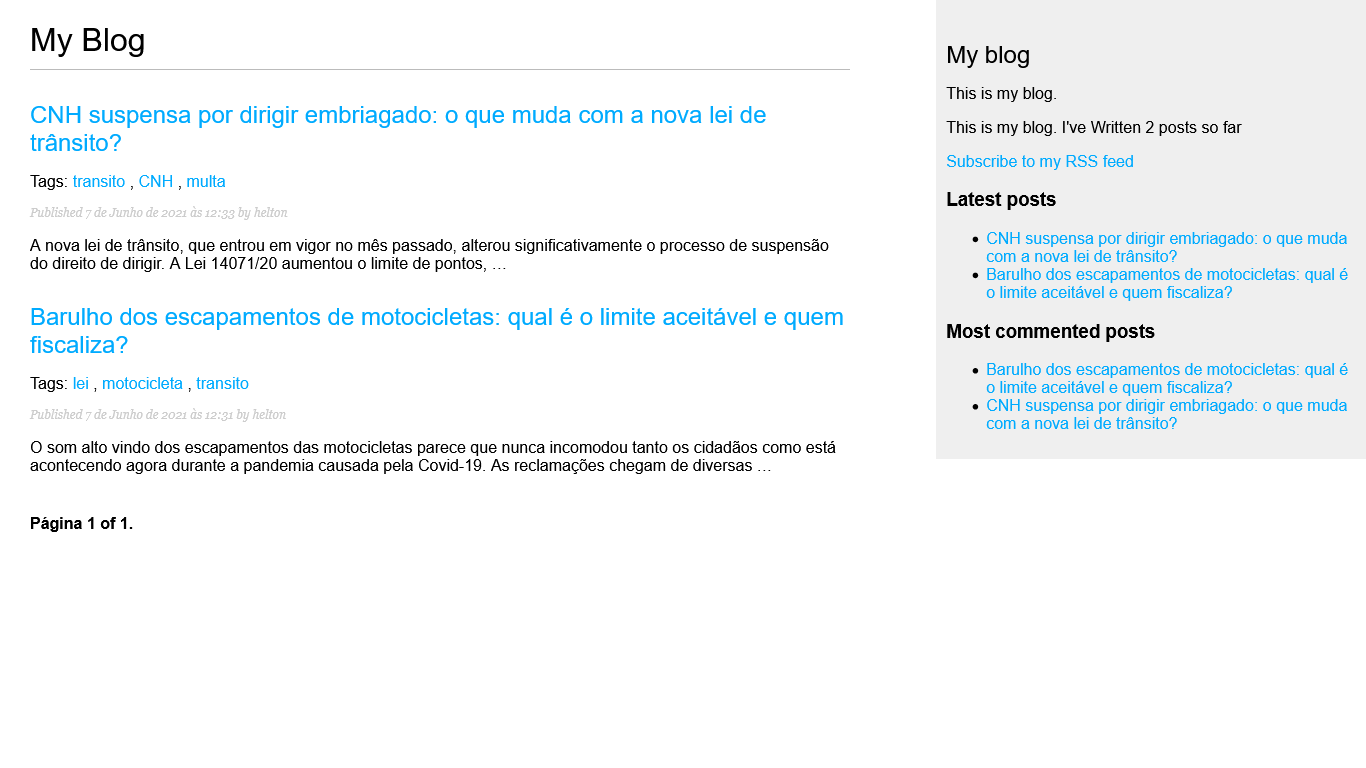 My Blog
CNH suspensa por dirigir embriagado: o que muda com a nova lei de
trânsito?
Tags: transito , CNH , multa
Published 7 de Junho de 2021 às 12:33 by helton
A nova lei de trânsito, que entrou em vigor no mês passado, alterou significativamente o processo de suspensão
do direito de dirigir. A Lei 14071/20 aumentou o limite de pontos, …
Barulho dos escapamentos de motocicletas: qual é o limite aceitável e quem
fiscaliza?
Tags: lei , motocicleta , transito
Published 7 de Junho de 2021 às 12:31 by helton
O som alto vindo dos escapamentos das motocicletas parece que nunca incomodou tanto os cidadãos como está
acontecendo agora durante a pandemia causada pela Covid-19. As reclamações chegam de diversas …
Página 1 of 1.
My blog
This is my blog.
This is my blog. I've Written 2 posts so far
Subscribe to my RSS feed
Latest posts
• CNH suspensa por dirigir embriagado: o que muda
com a nova lei de trânsito?
• Barulho dos escapamentos de motocicletas: qual é
o limite aceitável e quem fiscaliza?
Most commented posts
• Barulho dos escapamentos de motocicletas: qual é
o limite aceitável e quem fiscaliza?
• CNH suspensa por dirigir embriagado: o que muda
com a nova lei de trânsito?